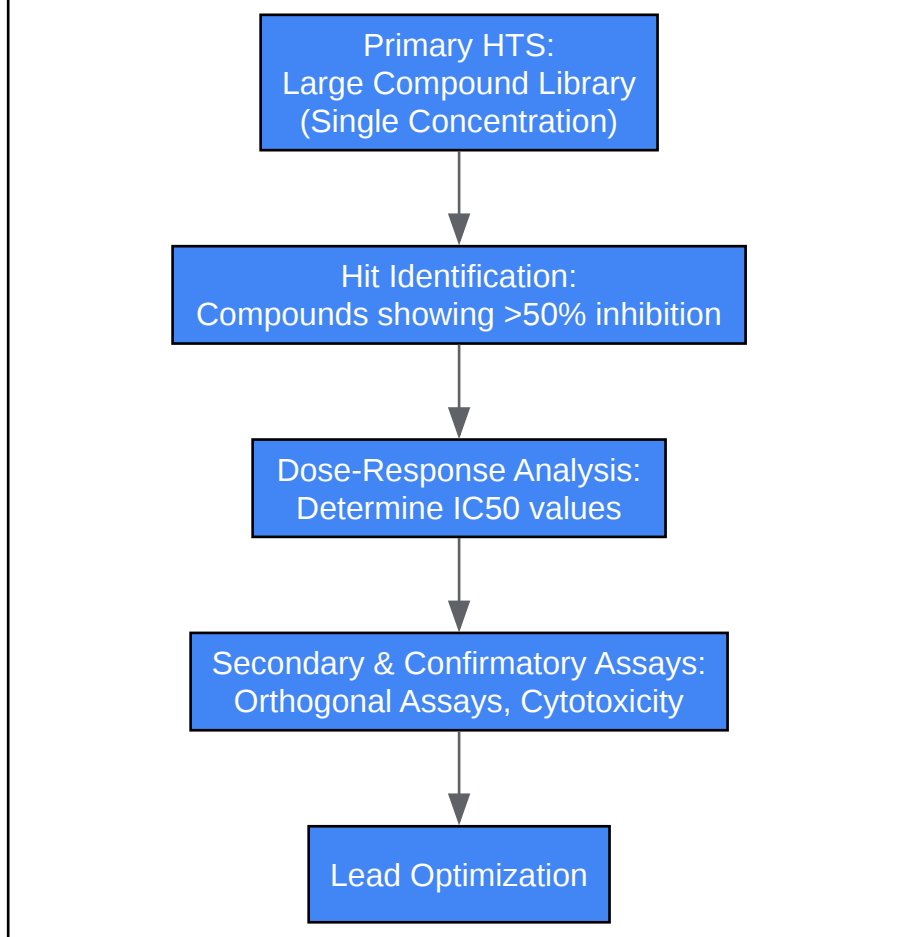 Primary HTS:
Large Compound Library
(Single Concentration)
Hit Identification:
Compounds showing >50% inhibition
Dose-Response Analysis:
Determine IC50 values
Secondary & Confirmatory Assays:
Orthogonal Assays, Cytotoxicity
Lead Optimization